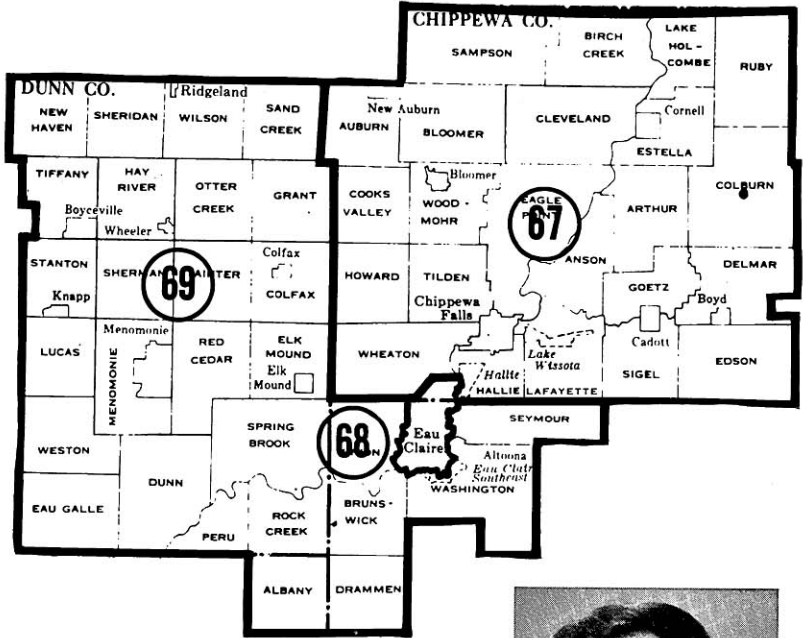 CHIPPEWA CO.
SAMPSON
BIRCH
CREEK
LAKE
HOL-
COMBE
RUBY
DUNN CO.
Ridgeland
NEW
HAVEN
SHERIDAN
WILSON
SAND
CREEK
New Auburn
AUBURN
BLOOMER
CLEVELAND
Cornell
ESTELLA
TIFFANY
HAY
RIVER
OTTER
CREEK
GRANT
COOKS
VALLEY
Bloomer
WOOD-
MOHR
EAGLE
67
ARTHUR
COLBURN
Boyceville
Wheeler
STANTON
69
Colfax
COLFAX
HOWARD
TILDEN
ANSON
GOETZ
DELMAR
Knapp
Chippewa
Falls
Boyd
Cadott
LUCAS
Menomonie
MENOMONIE
RED
CEDAR
ELK
MOUND
Elk
Mound
WHEATON
Lake
Wissota
Hallie
HALLIE
LAFAYETTE
SIGEL
EDSON
SPRING
BROOK
68
Eau
Claire
SEYMOUR
WESTON
DUNN
Altoona
Eau Clair
Southeast
WASHINGTON
EAU GALLE
PERU
ROCK
CREEK
BRUNS-
WICK
ALBANY
DRAMMEN